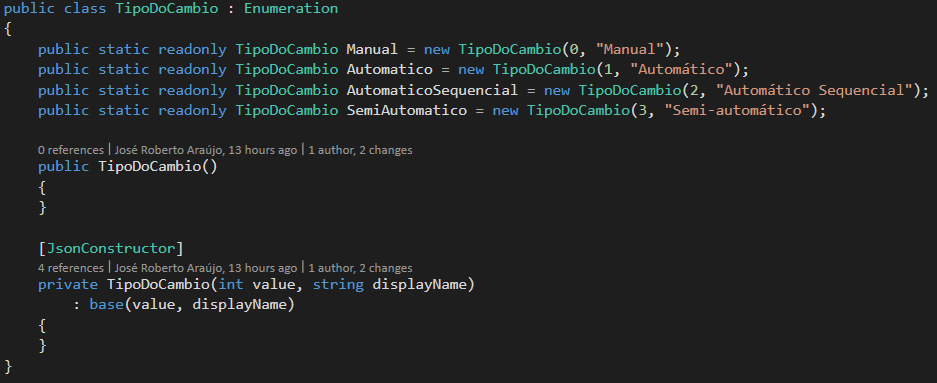 public class TipoDoCambio : Enumeration
{
public static readonly TipoDoCambio Manual = new TipoDoCambio(0, "Manual");
public static readonly TipoDoCambio Automatico = new TipoDoCambio(1, "Automático");
public static readonly TipoDoCambio AutomaticoSequencial = new TipoDoCambio(2, "Automático Sequencial");
public static readonly TipoDoCambio SemiAutomatico = new TipoDoCambio(3, "Semi-automático");
0 references | José Roberto Araújo, 13 hours ago | 1 author, 2 changes
public TipoDoCambio()
{
}
[JsonConstructor]
4 references | José Roberto Araújo, 13 hours ago | 1 author, 2 changes
private TipoDoCambio(int value, string displayName)
: base(value, displayName)
{
}
}